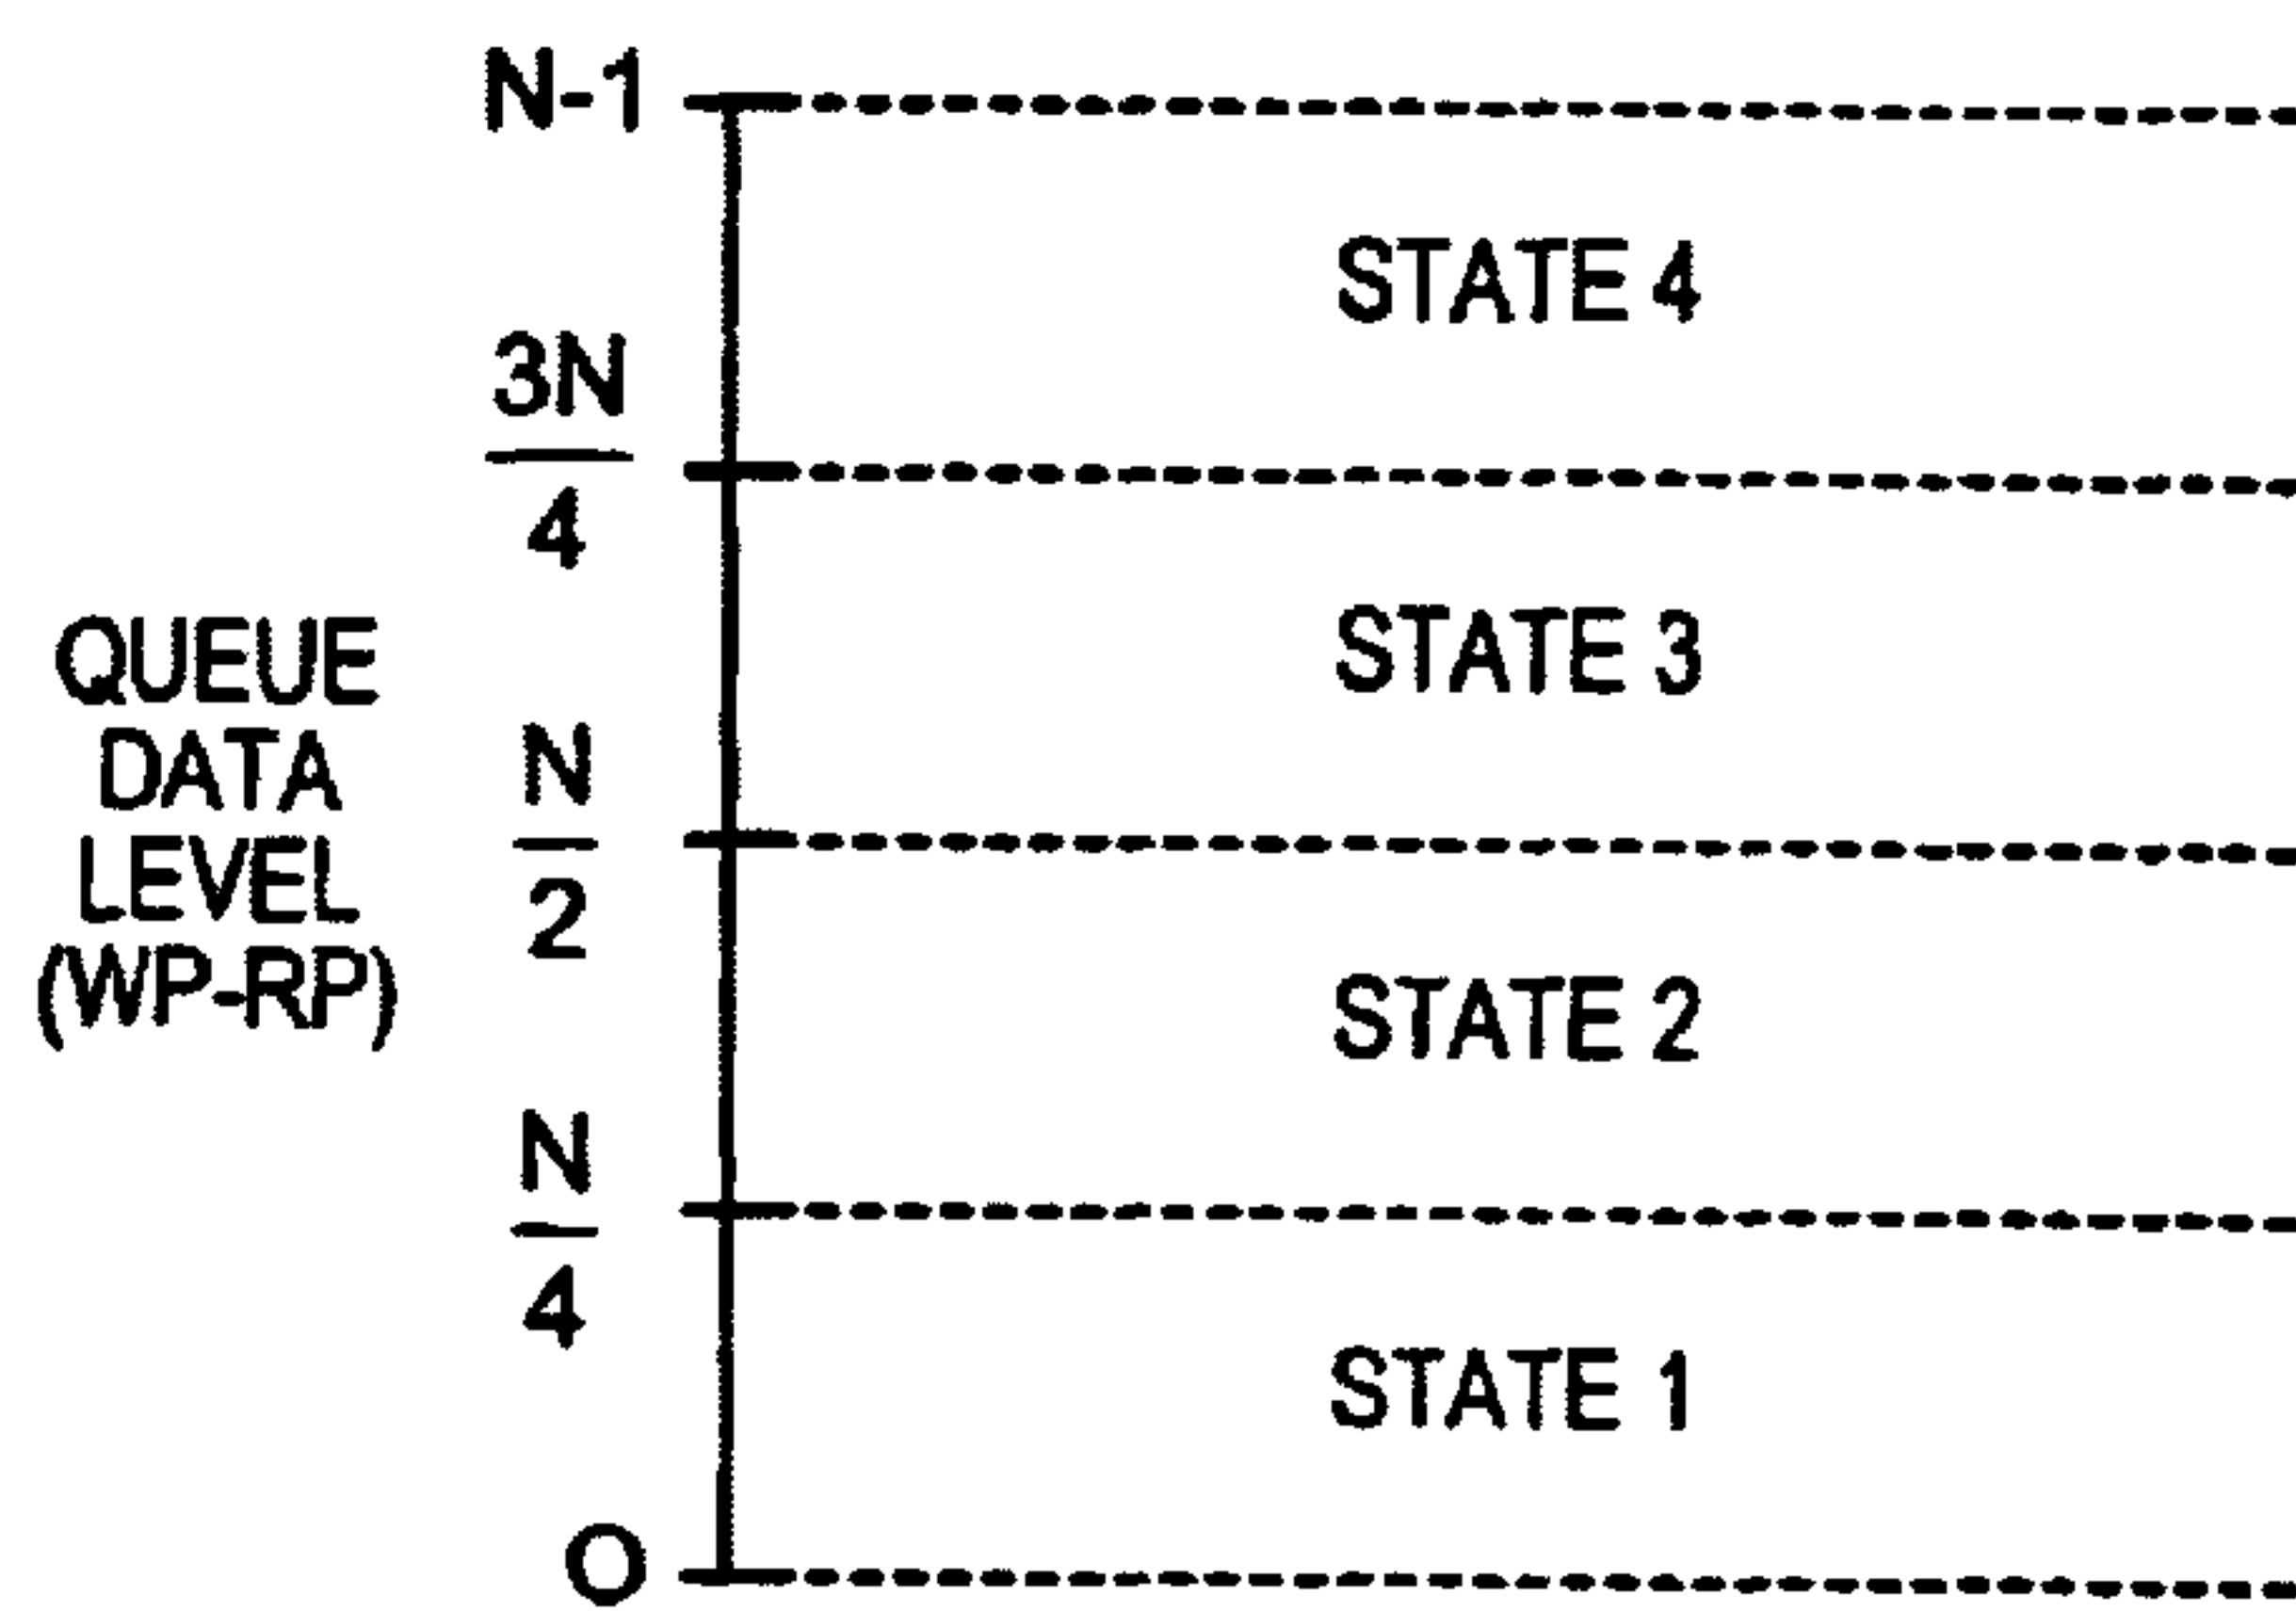 N-1
STATE 4
3N
4
STATE 3
QUEUE
DATA
LEVEL
(WP-RP)
N
2
STATE 2
N
4
STATE 1
O